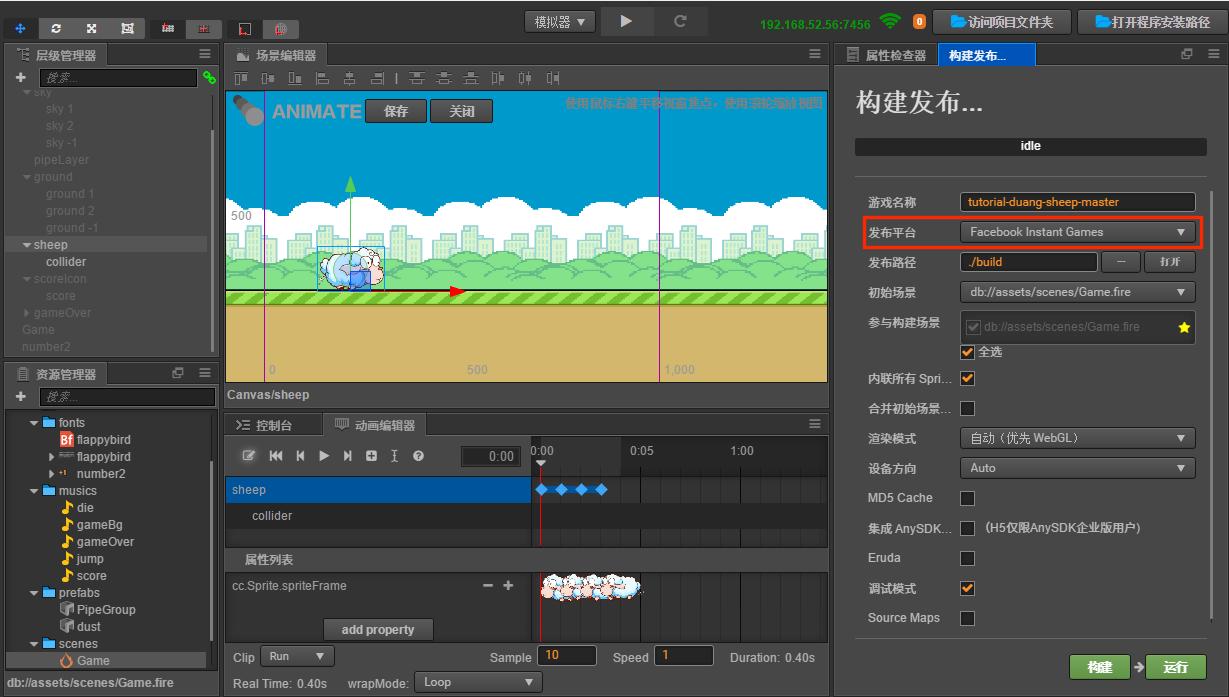 模拟器
192.168.52.56:7456
0
访问项目文件夹
打开程序安装路径
层级管理器
搜索...
sky
sky 1
sky 2
sky -1
pipeLayer
ground
ground 1
ground 2
ground -1
sheep
collider
scoreIcon
score
gameOver
Game
number2
资源管理器
搜索...
fonts
Bf flappybird
flappybird
number2
musics
die
gameBg
gameOver
jump
score
prefabs
PipeGroup
dust
scenes
Game
db://assets/scenes/Game.fire
场景编辑器
ANIMATE
保存
关闭
使用鼠标右键平移视窗焦点，使用滚轮缩放视图
500
0
500
1,000
Canvas/sheep
控制台
动画编辑器
0:00
0:00
0:05
1:00
sheep
collider
属性列表
cc.Sprite.spriteFrame
add property
Clip
Run
Sample
10
Speed
1
Duration: 0.40s
Real Time: 0.40s
wrapMode:
Loop
属性检查器
构建发布...
构建发布...
idle
游戏名称
tutorial-duang-sheep-master
发布平台
Facebook Instant Games
发布路径
./build
...
打开
初始场景
db://assets/scenes/Game.fire
参与构建场景
db://assets/scenes/Game.fire
全选
内联所有 Spri...
合并初始场景...
渲染模式
自动（优先 WebGL）
设备方向
Auto
MD5 Cache
集成 AnySDK...
（H5仅限AnySDK企业版用户）
Eruda
调试模式
Source Maps
构建
运行